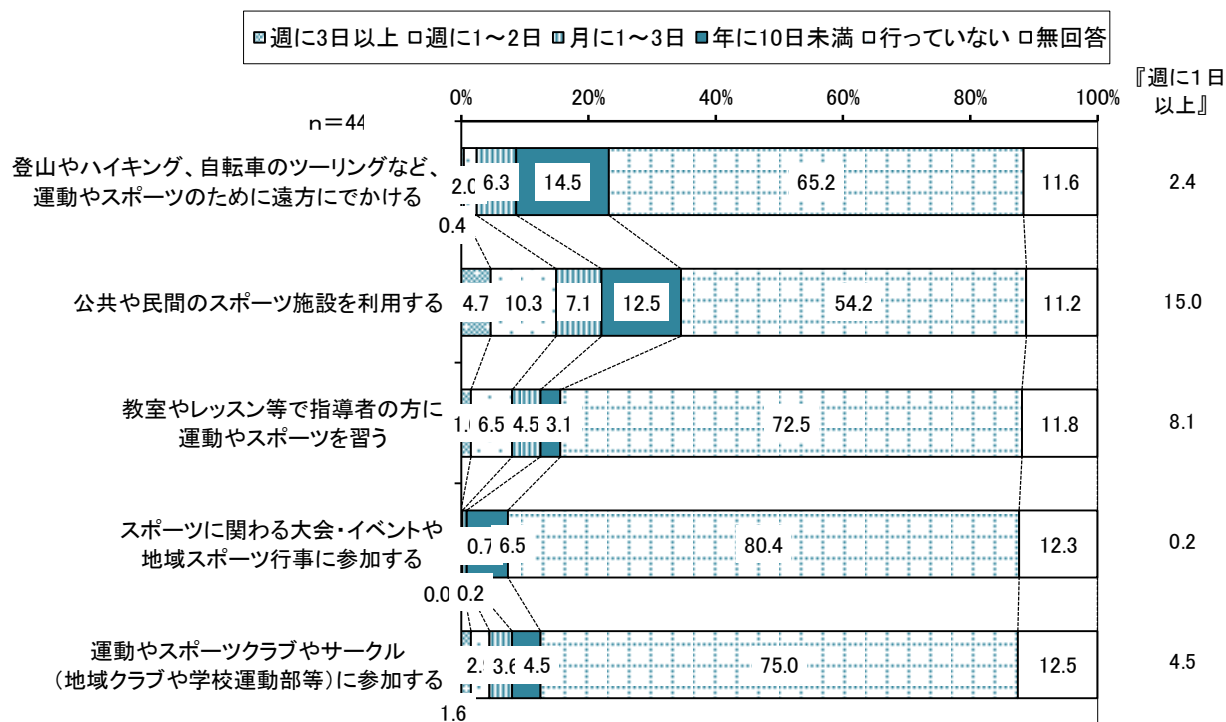 週に3日以上 週に1～2日 月に1～3日 年に10日未満 行っていない 無回答
『週に1日
以上』
0% 20% 40% 60% 80% 100%
n=44
登山やハイキング、自転車のツーリングなど、
運動やスポーツのために遠方にでかける
2.0 6.3 14.5 65.2 11.6 2.4
0.4
公共や民間のスポーツ施設を利用する
4.7 10.3 7.1 12.5 54.2 11.2 15.0
教室やレッスン等で指導者の方に
運動やスポーツを習う
6.5 4.5 3.1 72.5 11.8 8.1
スポーツに関わる大会・イベントや
地域スポーツ行事に参加する
0.7 6.5 80.4 12.3 0.2
0.0 0.2
運動やスポーツクラブやサークル
（地域クラブや学校運動部等）に参加する
3.6 4.5 75.0 12.5 4.5
1.6